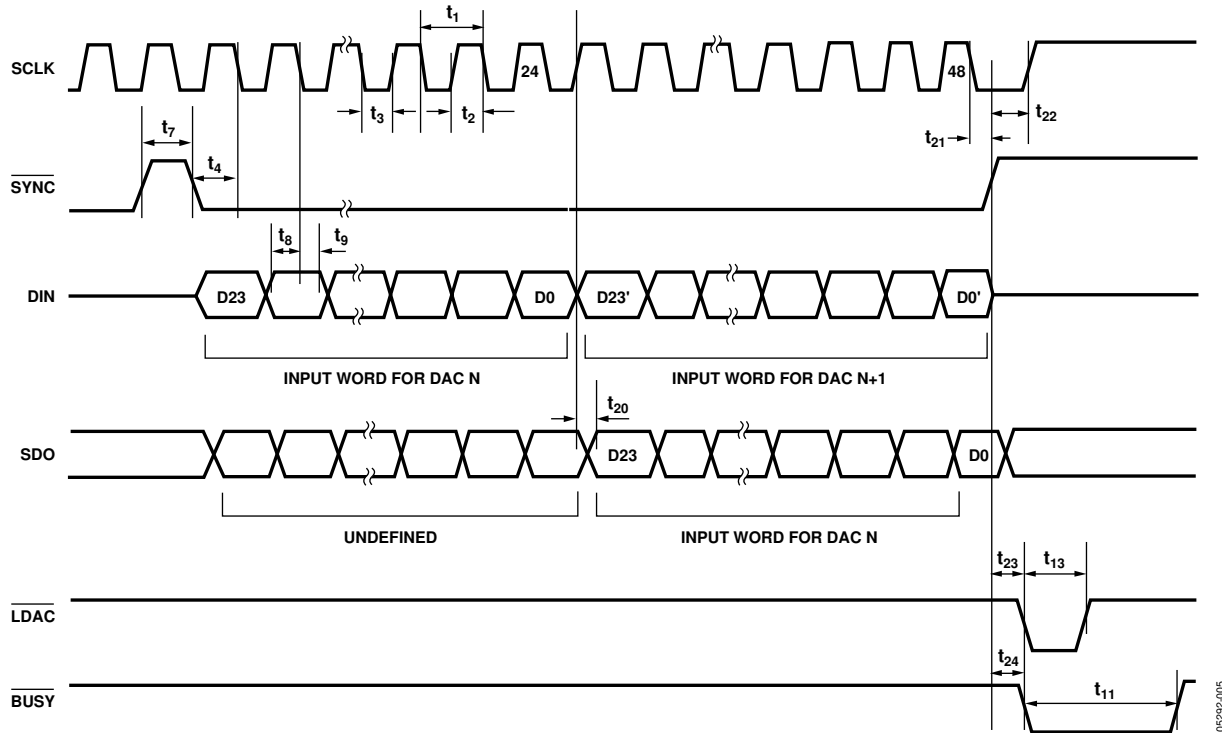 t1
SCLK
24
48
t3
t2
t22
t7
t21
t4
SYNC
t8
t9
DIN
D23
D0
D23'
D0'
INPUT WORD FOR DAC N
INPUT WORD FOR DAC N+1
t20
SDO
D23
D0
UNDEFINED
INPUT WORD FOR DAC N
t23
t13
LDAC
t24
BUSY
t11
05292-005